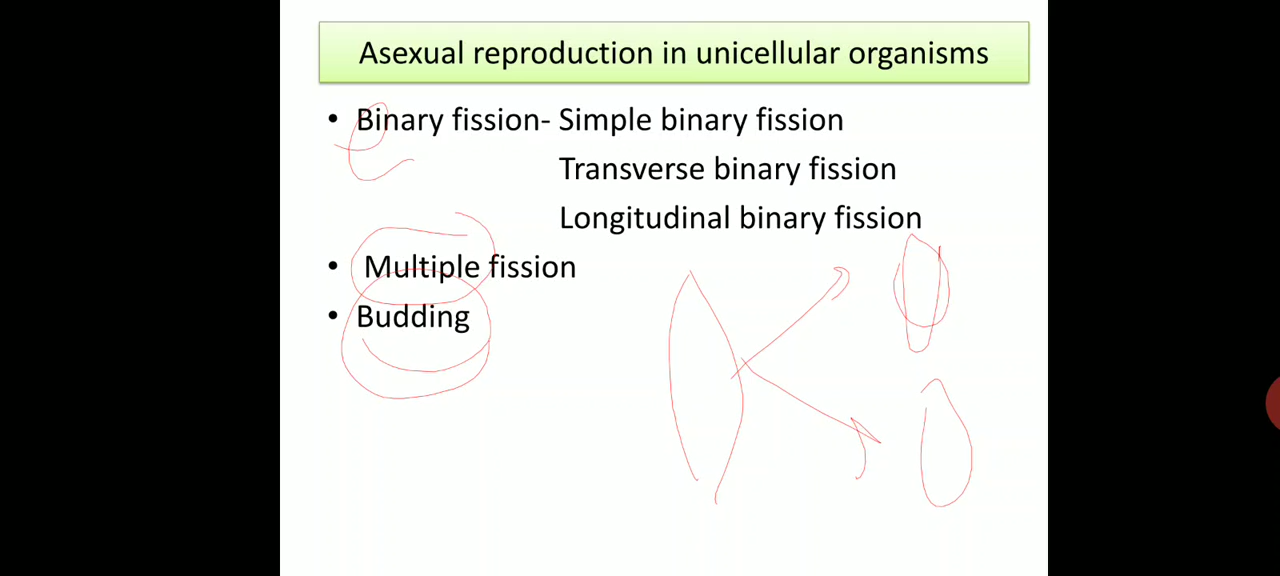 Asexual reproduction in unicellular organisms
• Binary fission- Simple binary fission
Transverse binary fission
Longitudinal binary fission
• Multiple fission
• Budding